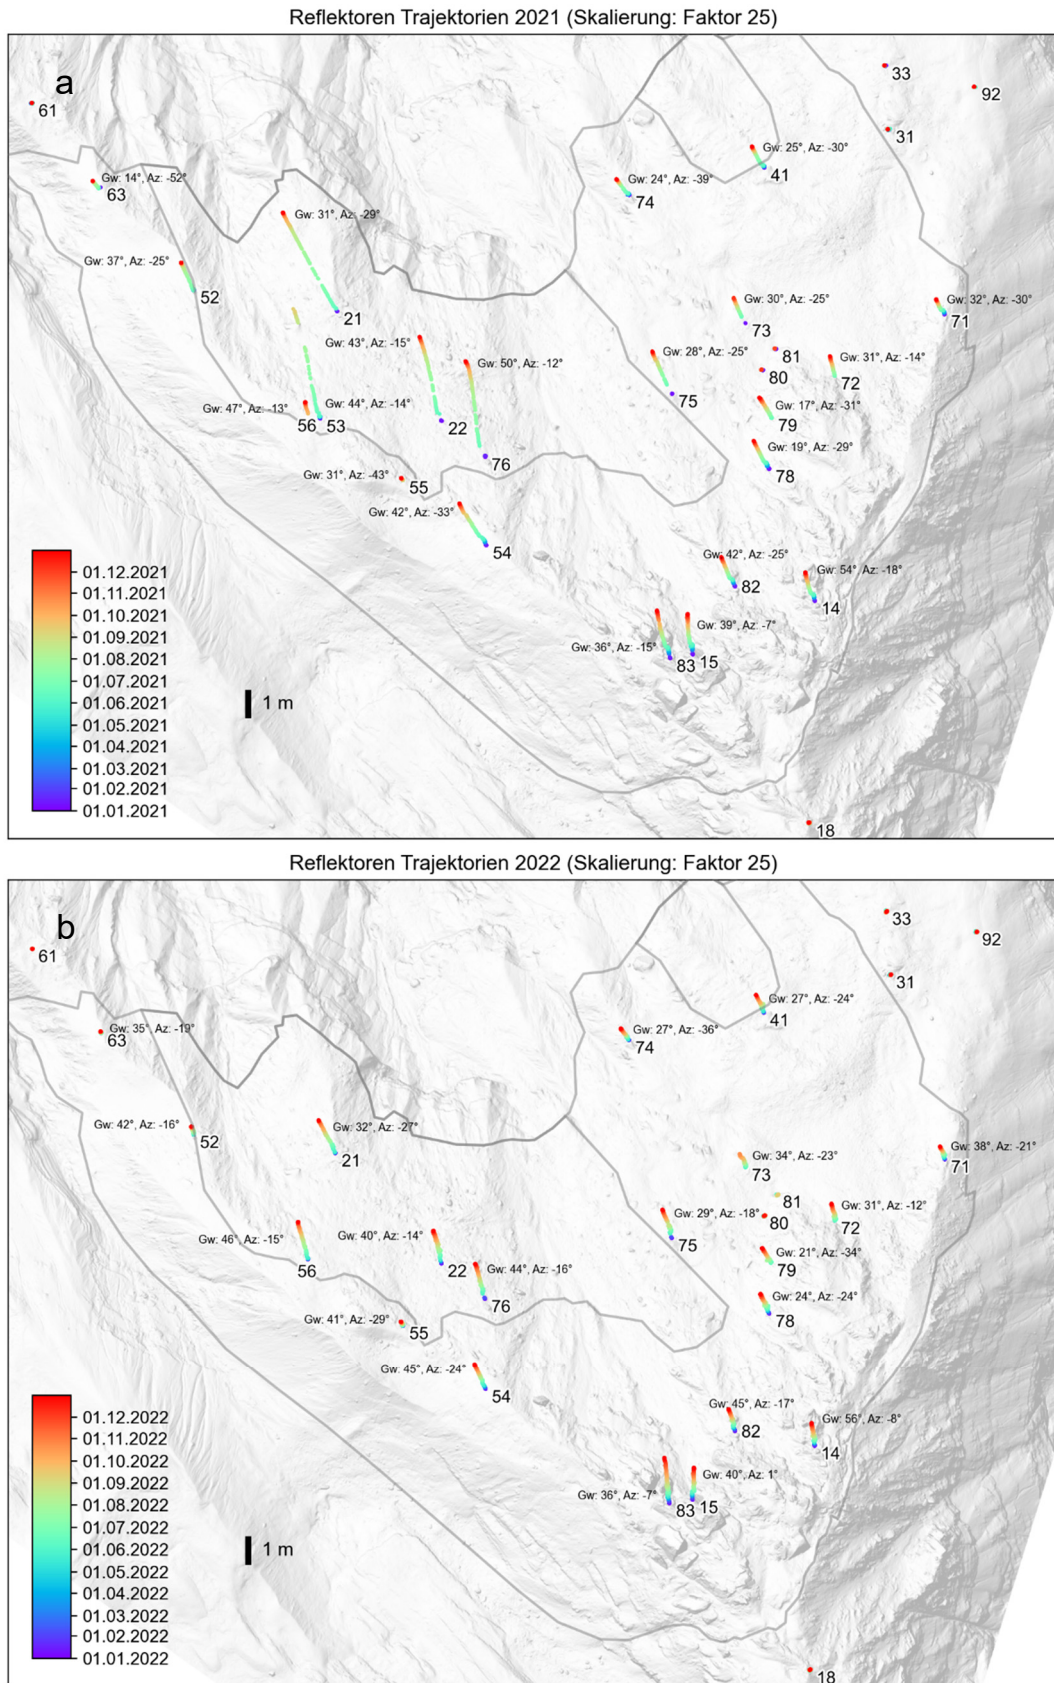 Reflektoren Trajektorien 2021 (Skalierung: Faktor 25)
a
33
92
61
31
Gw: 25°, Az: -30°
41
Gw: 14°, Az: -52°
63
Gw: 24°, Az: -39°
74
Gw: 31°, Az: -29°
Gw: 37°, Az: -25°
52
21
Gw: 30°, Az: -25°
73
Gw: 32°, Az: -30°
71
Gw: 43°, Az: -15°
Gw: 50°, Az: -12°
Gw: 28°, Az: -25°
81
80
Gw: 31°, Az: -14°
72
75
Gw: 47°, Az: -13°
Gw: 44°, Az: -14°
56
53
22
Gw: 17°, Az: -31°
79
Gw: 19°, Az: -29°
78
76
Gw: 31°, Az: -43°
55
Gw: 42°, Az: -33°
54
Gw: 42°, Az: -25°
82
Gw: 54°, Az: -18°
14
Gw: 39°, Az: -7°
Gw: 36°, Az: -15°
83
15
01.12.2021
01.11.2021
01.10.2021
01.09.2021
01.08.2021
01.07.2021
01.06.2021
01.05.2021
01.04.2021
01.03.2021
01.02.2021
01.01.2021
1 m
18
Reflektoren Trajektorien 2022 (Skalierung: Faktor 25)
b
33
92
61
31
Gw: 27°, Az: -24°
41
Gw: 35°, Az: -19°
63
Gw: 27°, Az: -36°
74
Gw: 42°, Az: -16°
52
Gw: 32°, Az: -27°
21
Gw: 34°, Az: -23°
73
Gw: 38°, Az: -21°
71
81
80
Gw: 31°, Az: -12°
72
Gw: 29°, Az: -18°
75
Gw: 46°, Az: -15°
56
Gw: 40°, Az: -14°
22
Gw: 44°, Az: -16°
76
Gw: 21°, Az: -34°
79
Gw: 24°, Az: -24°
78
Gw: 41°, Az: -29°
55
Gw: 45°, Az: -24°
54
Gw: 45°, Az: -17°
82
Gw: 56°, Az: -8°
14
Gw: 40°, Az: 1°
Gw: 36°, Az: -7°
83
15
01.12.2022
01.11.2022
01.10.2022
01.09.2022
01.08.2022
01.07.2022
01.06.2022
01.05.2022
01.04.2022
01.03.2022
01.02.2022
01.01.2022
1 m
18